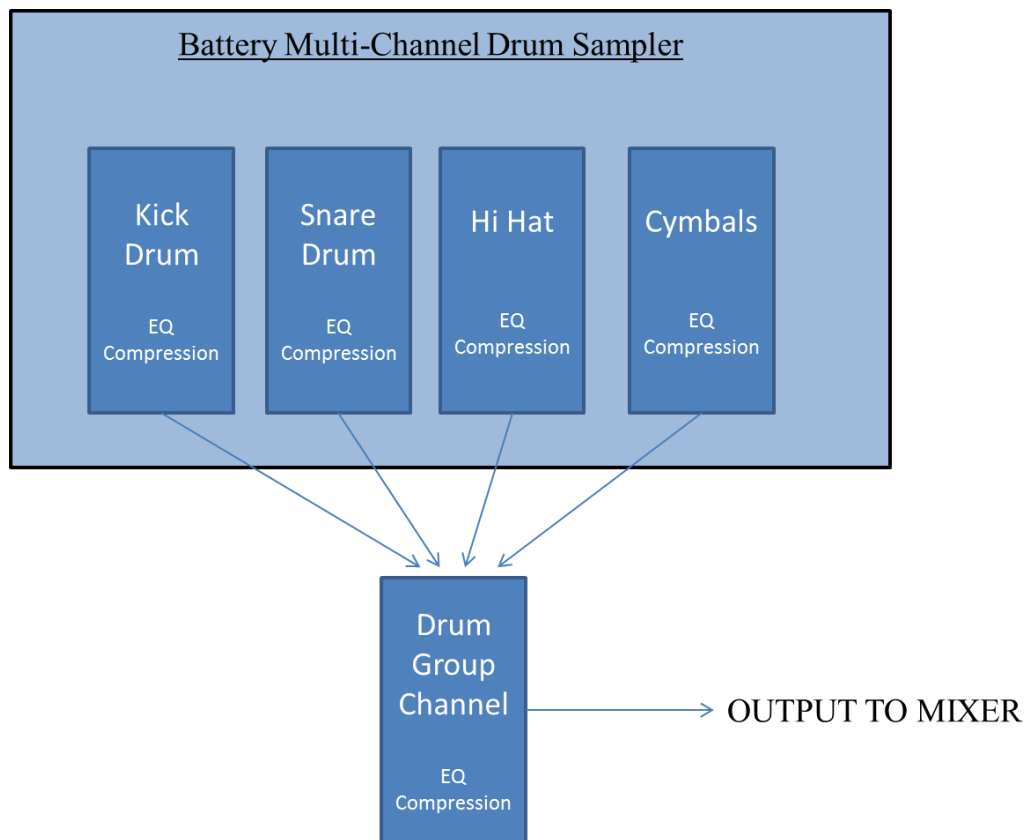 Battery Multi-Channel Drum Sampler
Kick
Drum
EQ
Compression
Snare
Drum
EQ
Compression
Hi Hat
EQ
Compression
Cymbals
EQ
Compression
Drum
Group
Channel
EQ
Compression
OUTPUT TO MIXER